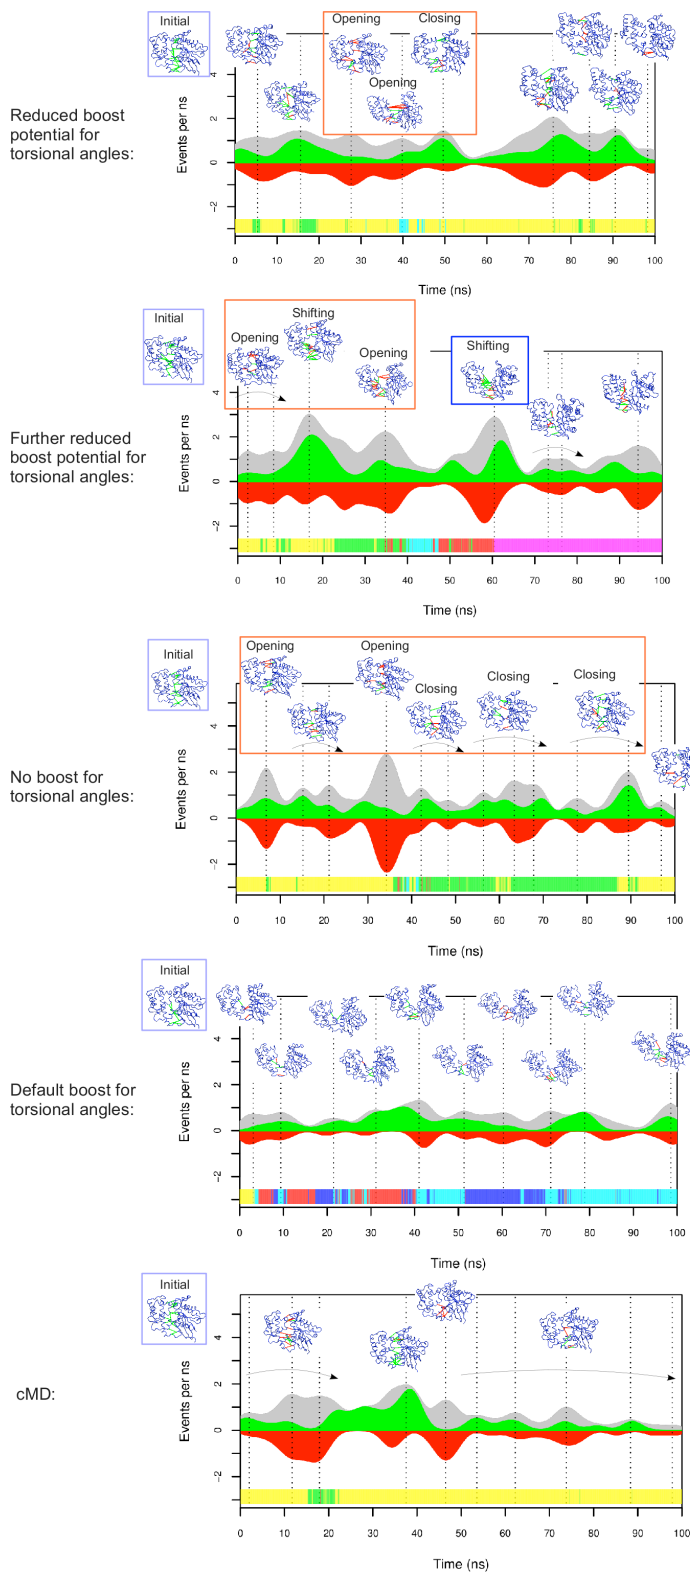 Initial
Opening
Closing
Opening
Reduced boost
potential for
torsional angles:
Events per ns
4
2
0
−2
0 10 20 30 40 50 60 70 80 90 100
Time (ns)
Initial
Opening
Shifting
Opening
Shifting
Further reduced
boost potential for
torsional angles:
Events per ns
4
2
0
−2
0 10 20 30 40 50 60 70 80 90 100
Time (ns)
Initial
Opening
Opening
Closing
Closing
Closing
No boost for
torsional angles:
Events per ns
4
2
0
−2
0 10 20 30 40 50 60 70 80 90 100
Time (ns)
Initial
Default boost for
torsional angles:
Events per ns
4
2
0
−2
0 10 20 30 40 50 60 70 80 90 100
Time (ns)
Initial
cMD:
Events per ns
4
2
0
−2
0 10 20 30 40 50 60 70 80 90 100
Time (ns)